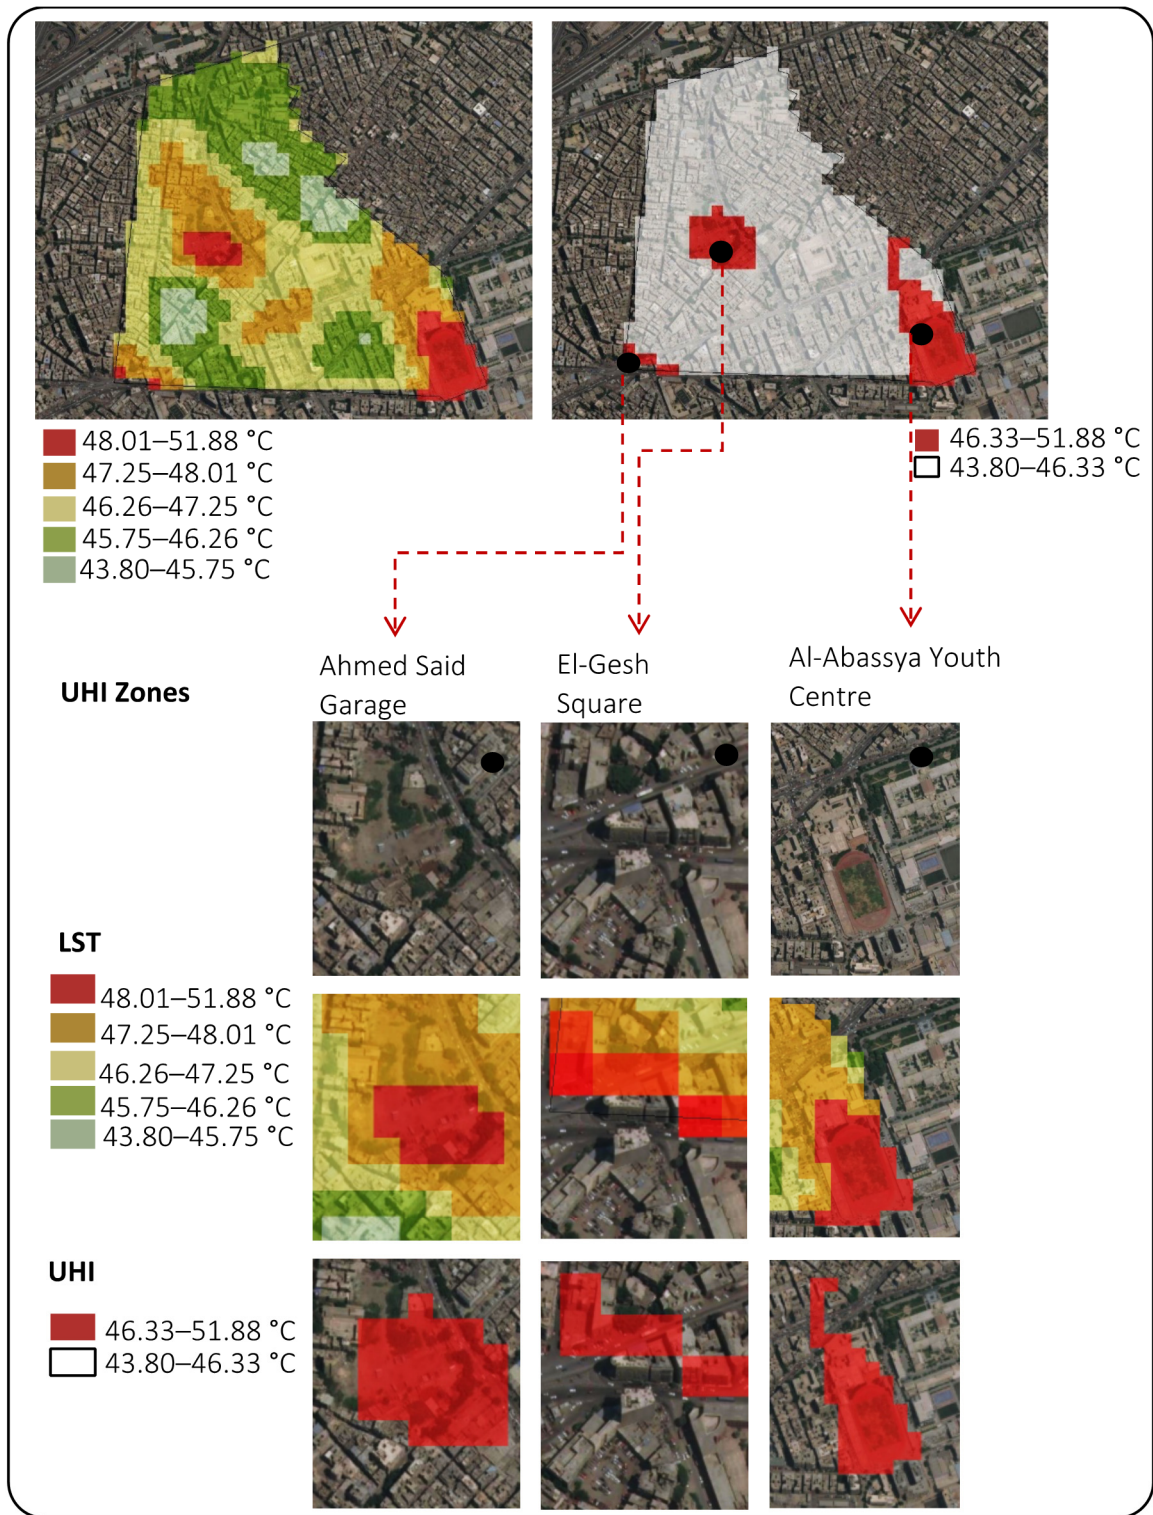 48.01–51.88 °C
47.25–48.01 °C
46.26–47.25 °C
45.75–46.26 °C
43.80–45.75 °C
46.33–51.88 °C
43.80–46.33 °C
UHI Zones
Ahmed Said
Garage
El-Gesh
Square
Al-Abassya Youth
Centre
LST
48.01–51.88 °C
47.25–48.01 °C
46.26–47.25 °C
45.75–46.26 °C
43.80–45.75 °C
UHI
46.33–51.88 °C
43.80–46.33 °C